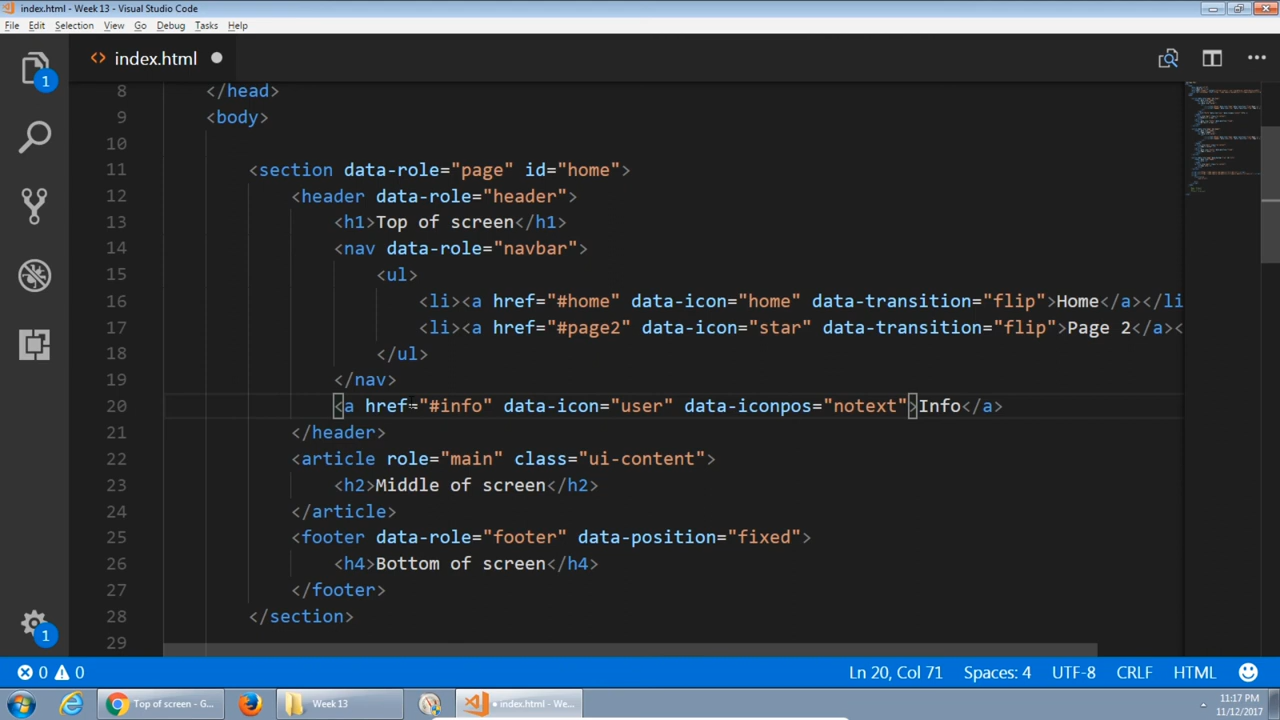 index.html - Week 13 - Visual Studio Code
File Edit Selection View Go Debug Tasks Help
1
<> index.html
8 </head>
9 <body>
10
11 <section data-role="page" id="home">
12 <header data-role="header">
13 <h1>Top of screen</h1>
14 <nav data-role="navbar">
15 <ul>
16 <li><a href="#home" data-icon="home" data-transition="flip">Home</a></li
17 <li><a href="#page2" data-icon="star" data-transition="flip">Page 2</a><
18 </ul>
19 </nav>
20 <a href="#info" data-icon="user" data-iconpos="notext">Info</a>
21 </header>
22 <article role="main" class="ui-content">
23 <h2>Middle of screen</h2>
24 </article>
25 <footer data-role="footer" data-position="fixed">
26 <h4>Bottom of screen</h4>
27 </footer>
28 </section>
29
1
0 0 Ln 20, Col 71 Spaces: 4 UTF-8 CRLF HTML
Top of screen - G... Week 13 index.html - We... 11:17 PM
11/12/2017